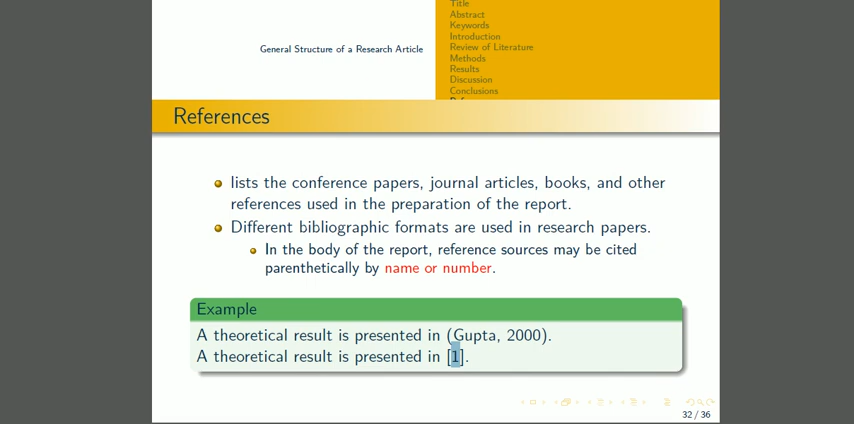 General Structure of a Research Article
Title
Abstract
Keywords
Introduction
Review of Literature
Methods
Results
Discussion
Conclusions
References
lists the conference papers, journal articles, books, and other
references used in the preparation of the report.
Different bibliographic formats are used in research papers.
In the body of the report, reference sources may be cited
parenthetically by name or number.
Example
A theoretical result is presented in (Gupta, 2000).
A theoretical result is presented in [1].
32 / 36